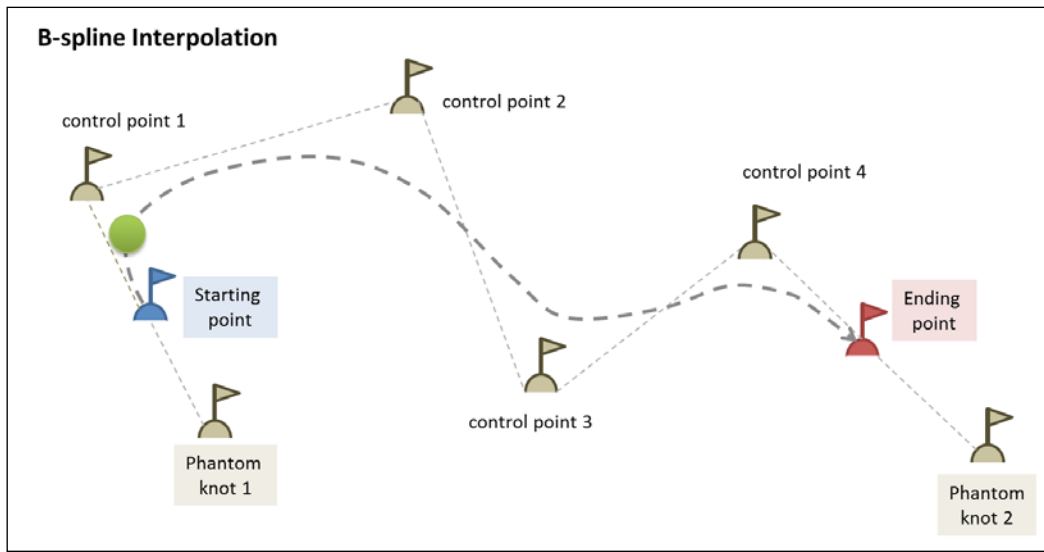 B-spline Interpolation
control point 1
control point 2
control point 4
Starting
point
Ending
point
control point 3
Phantom
knot 1
Phantom
knot 2